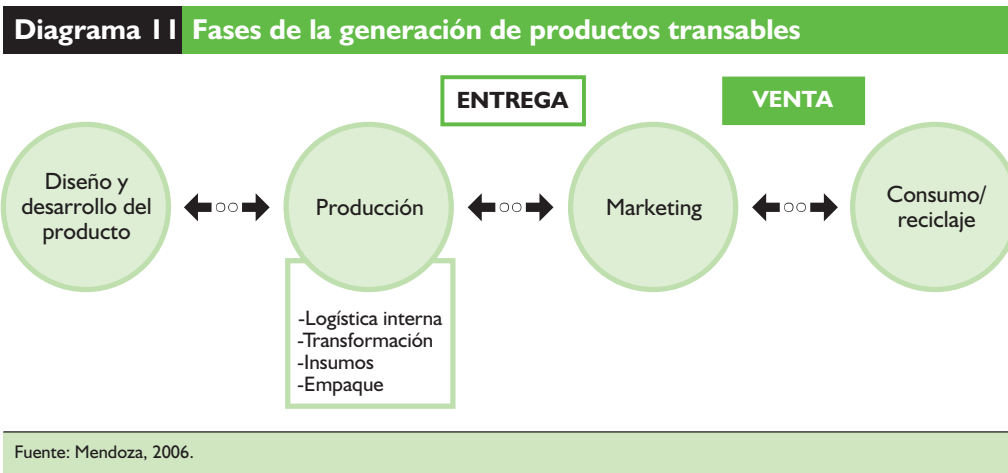 Diagrama 11 Fases de la generación de productos transables
ENTREGA
VENTA
Diseño y
desarrollo del
producto
Producción
Marketing
Consumo/
reciclaje
-Logística interna
-Transformación
-Insumos
-Empaque
Fuente: Mendoza, 2006.